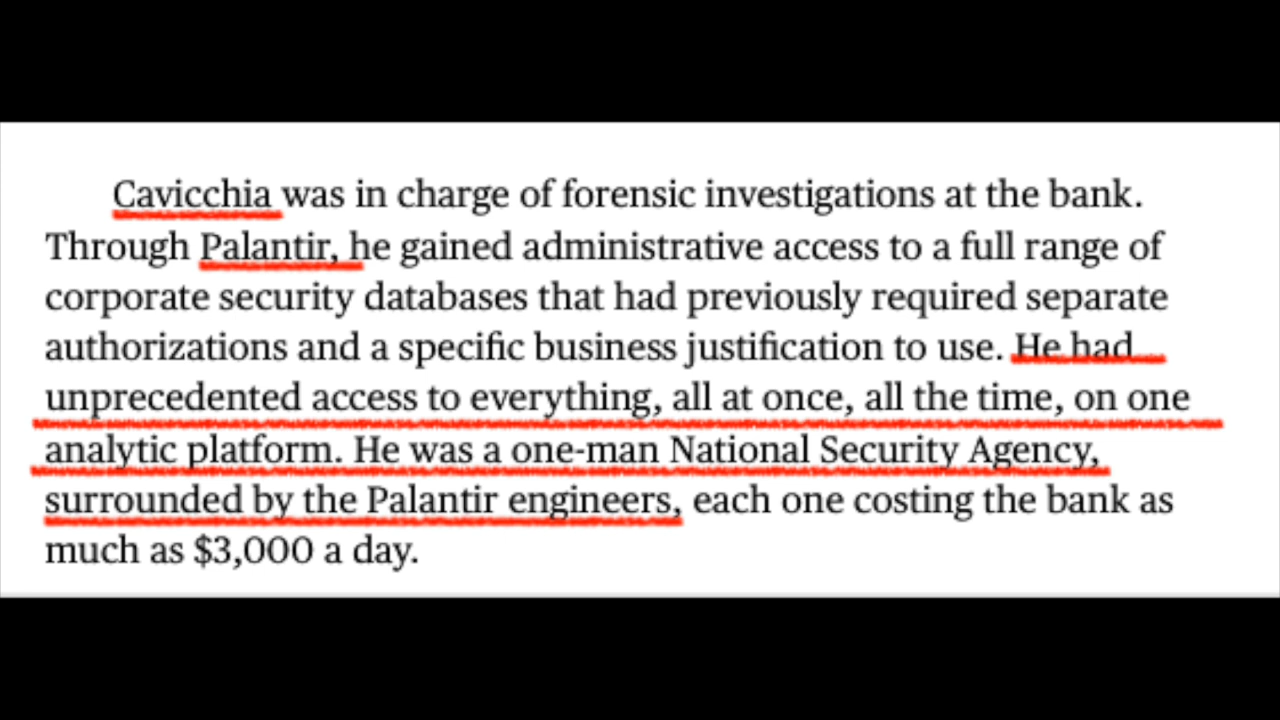 Cavicchia was in charge of forensic investigations at the bank.
Through Palantir, he gained administrative access to a full range of
corporate security databases that had previously required separate
authorizations and a specific business justification to use. He had
unprecedented access to everything, all at once, all the time, on one
analytic platform. He was a one-man National Security Agency,
surrounded by the Palantir engineers, each one costing the bank as
much as $3,000 a day.